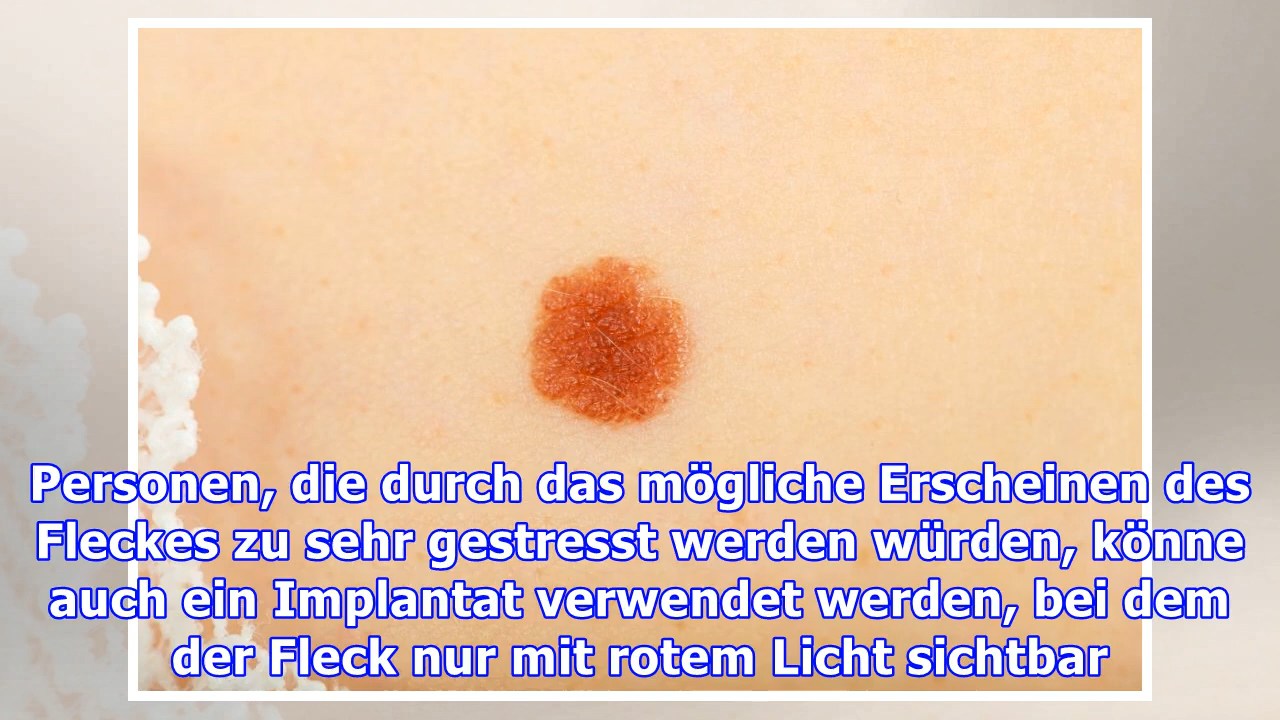 Personen, die durch das mögliche Erscheinen des
Fleckes zu sehr gestresst werden würden, könne
auch ein Implantat verwendet werden, bei dem
der Fleck nur mit rotem Licht sichtbar